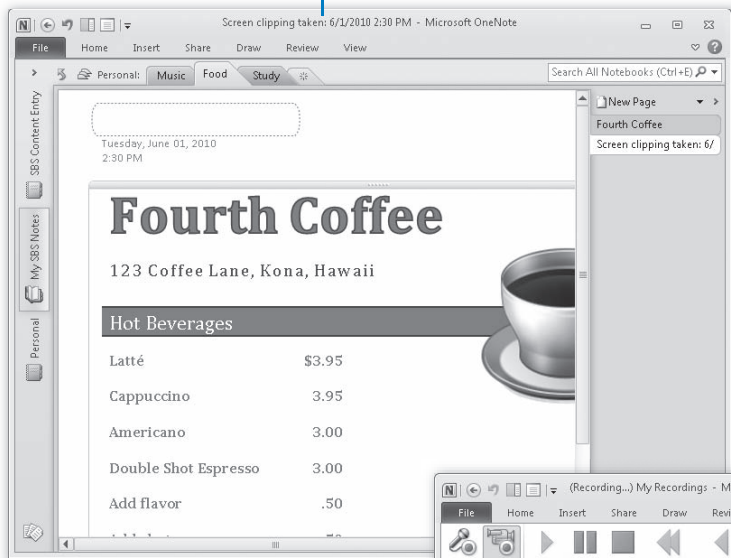 Screen clipping taken: 6/1/2010 2:30 PM - Microsoft OneNote
File Home Insert Share Draw Review View
Personal: Music Food Study
Search All Notebooks (Ctrl+E)
SBS Content Entry
My SBS Notes
Personal
New Page
Fourth Coffee
Screen clipping taken: 6/
Tuesday, June 01, 2010
2:30 PM
Fourth Coffee
123 Coffee Lane, Kona, Hawaii
Hot Beverages
Latté $3.95
Cappuccino 3.95
Americano 3.00
Double Shot Espresso 3.00
Add flavor .50
(Recording...) My Recordings - M
File Home Insert Share Draw Revi